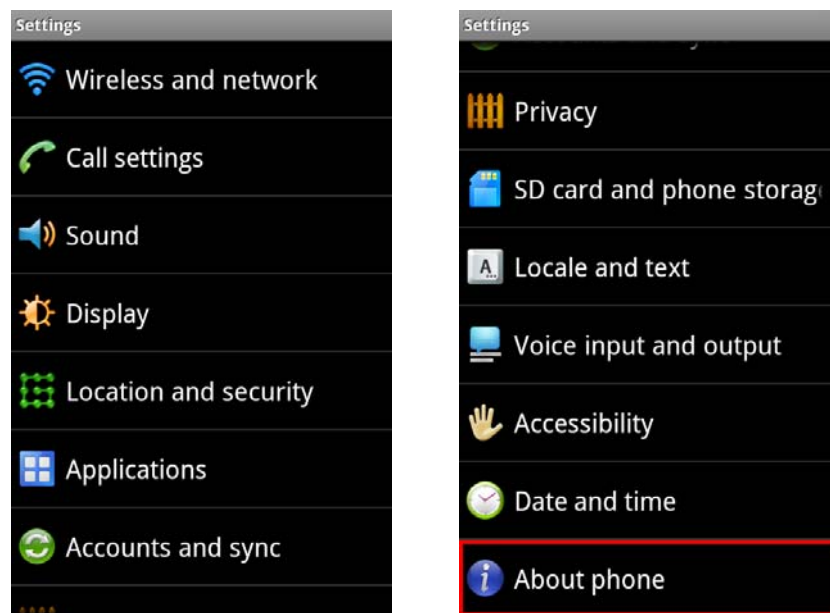 Settings
Wireless and network
Call settings
Sound
Display
Location and security
Applications
Accounts and sync
Settings
Privacy
SD card and phone storage
Locale and text
Voice input and output
Accessibility
Date and time
About phone